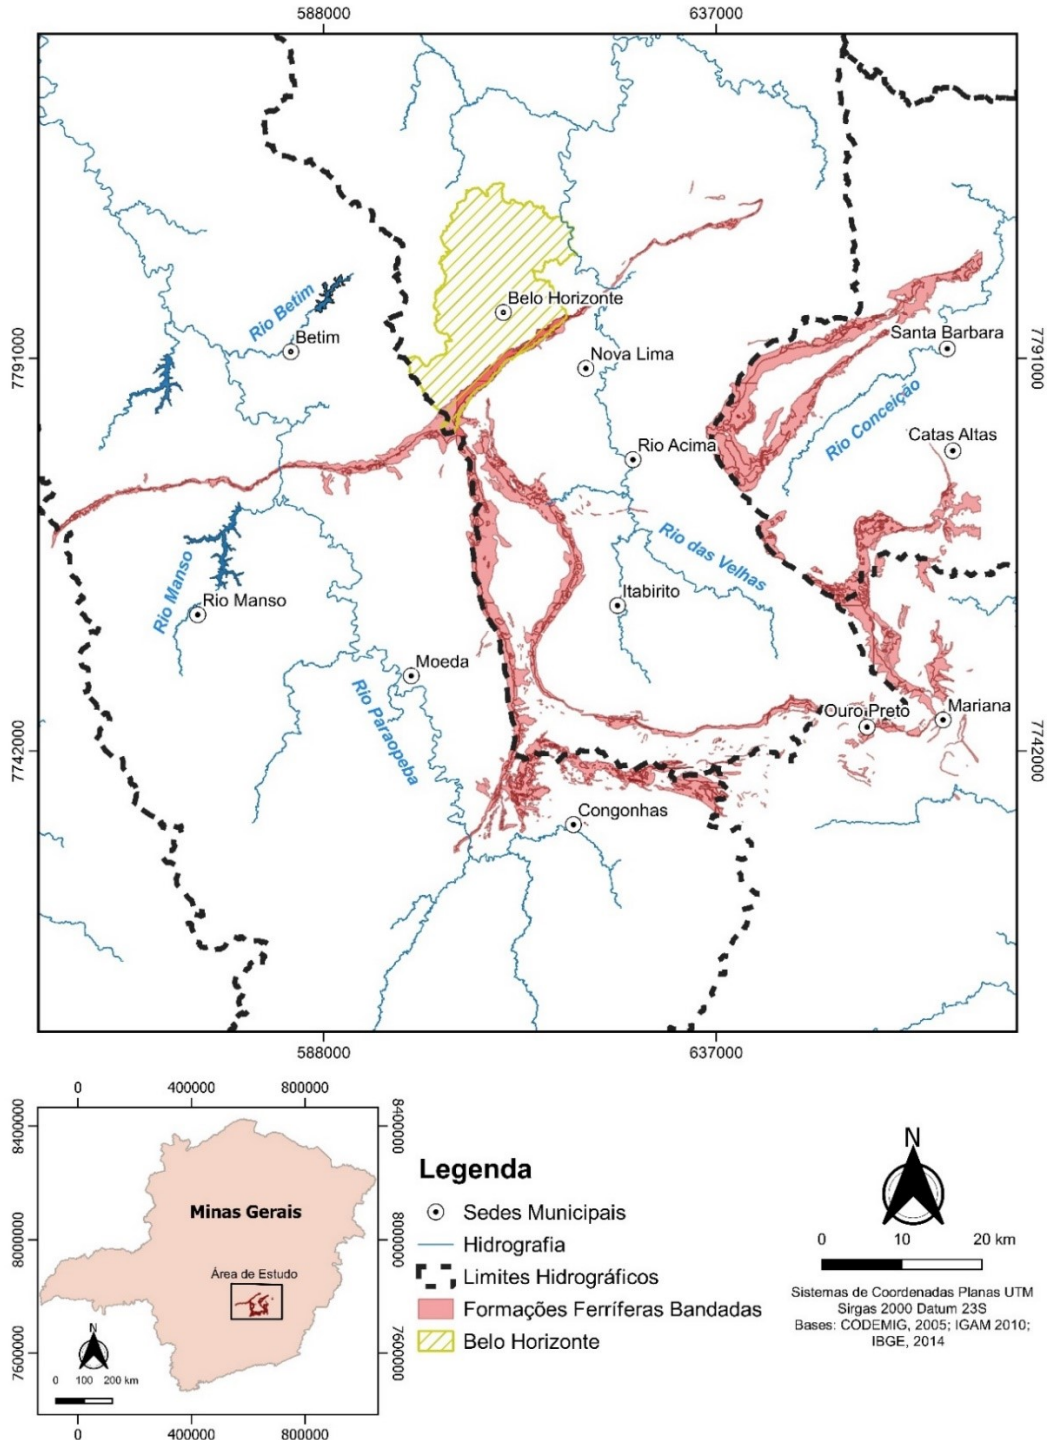 588000
637000
7791000
7791000
Rio Betim
Betim
Belo Horizonte
Nova Lima
Santa Barbara
Rio Conceição
Catas Altas
Rio Acima
Rio das Velhas
Rio Manso
Rio Manso
Itabirito
Moeda
Rio Paraopeba
Ouro Preto
Mariana
7742000
7742000
Congonhas
588000
637000
0
400000
800000
8400000
8400000
Minas Gerais
8000000
8000000
Área de Estudo
N
7600000
7600000
0 100 200 km
0
400000
800000
Legenda
Sedes Municipais
Hidrografia
Limites Hidrográficos
Formações Ferríferas Bandadas
Belo Horizonte
N
0 10 20 km
Sistemas de Coordenadas Planas UTM
Sirgas 2000 Datum 23S
Bases: CODEMIG, 2005; IGAM 2010;
IBGE, 2014